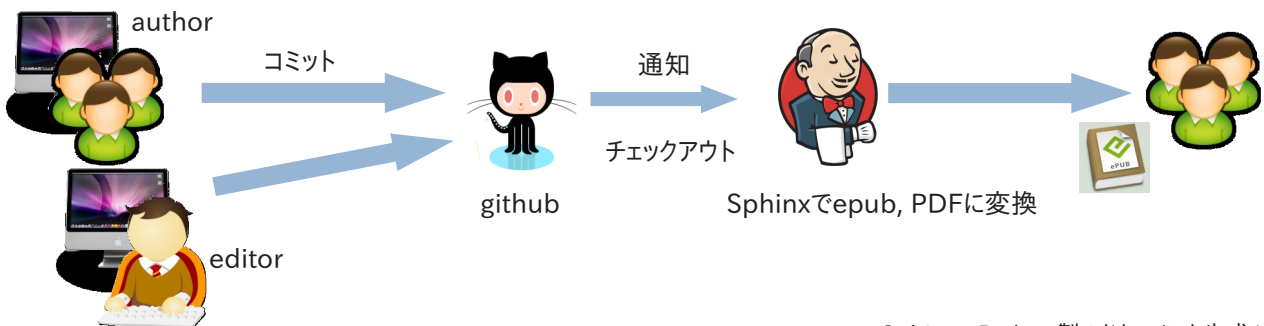 author
コミット
通知
チェックアウト
github
Sphinxでepub, PDFに変換
ePUB
editor